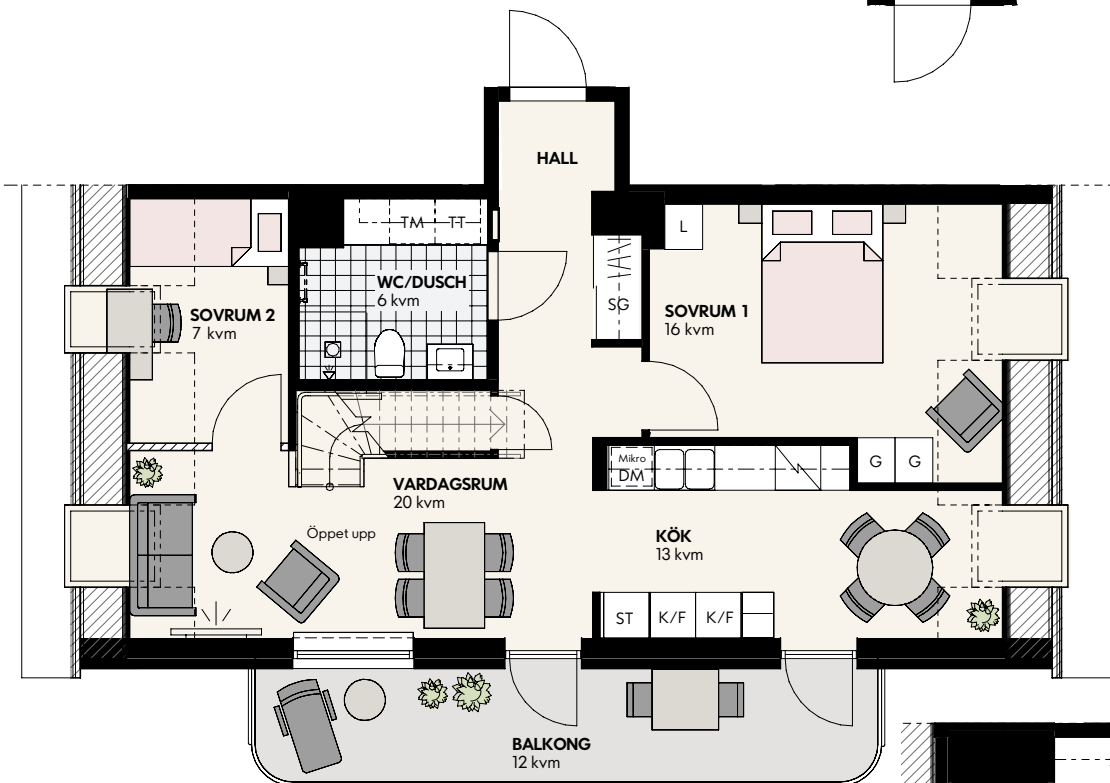 HALL
TM TT
L
WC/DUSCH
6 kvm
SG
SOVRUM 1
16 kvm
SOVRUM 2
7 kvm
Mikro
DM
G G
VARDAGSRUM
20 kvm
Öppet upp
KÖK
13 kvm
ST K/F K/F
BALKONG
12 kvm